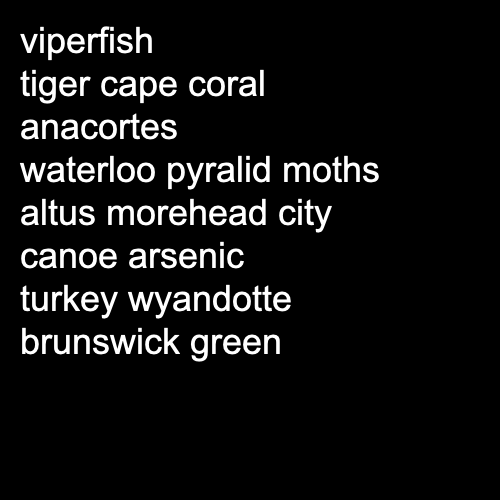 viperfish
tiger cape coral
anacortes
waterloo pyralid moths
altus morehead city
canoe arsenic
turkey wyandotte
brunswick green